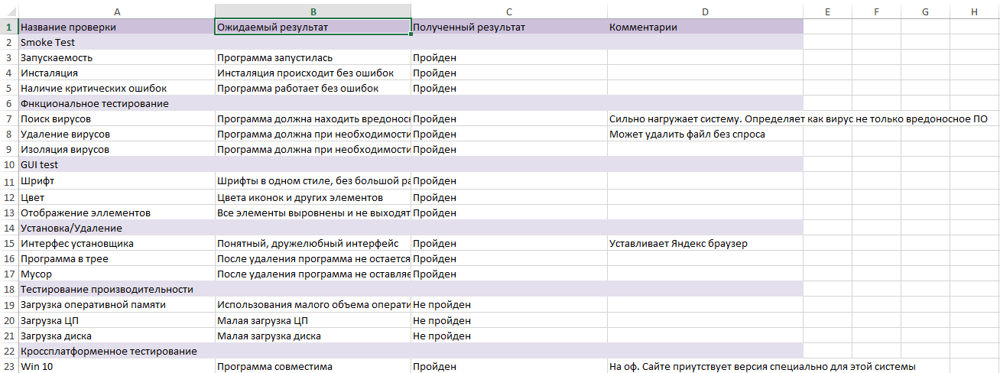 A B C D E F G H
1 Название проверки Ожидаемый результат Полученный результат Комментарии
2 Smoke Test
3 Запускаемость Программа запустилась Пройден
4 Инсталяция Инсталяция происходит без ошибок Пройден
5 Наличие критических ошибок Программа работает без ошибок Пройден
6 Фнкциональное тестирование
7 Поиск вирусов Программа должна находить вредонос Пройден Сильно нагружает систему. Определяет как вирус не только вредоносное ПО
8 Удаление вирусов Программа должна при необходимости Пройден Может удалить файл без спроса
9 Изоляция вирусов Программа должна при необходимости Пройден
10 GUI test
11 Шрифт Шрифты в одном стиле, без большой ра Пройден
12 Цвет Цвета иконок и других элементов Пройден
13 Отображение эллементов Все элементы выровнены и не выходят Пройден
14 Установка/Удаление
15 Интерфес установщика Понятный, дружелюбный интерфейс Пройден Уставливает Яндекс браузер
16 Программа в трее После удаления программа не остается Пройден
17 Мусор После удаления программа не оставляе Пройден
18 Тестирование производительности
19 Загрузка оперативной памяти Использования малого объема операти Не пройден
20 Загрузка ЦП Малая загрузка ЦП Не пройден
21 Загрузка диска Малая загрузка диска Не пройден
22 Кроссплатформенное тестирование
23 Win 10 Программа совместима Пройден На оф. Сайте приутствует версия специально для этой системы